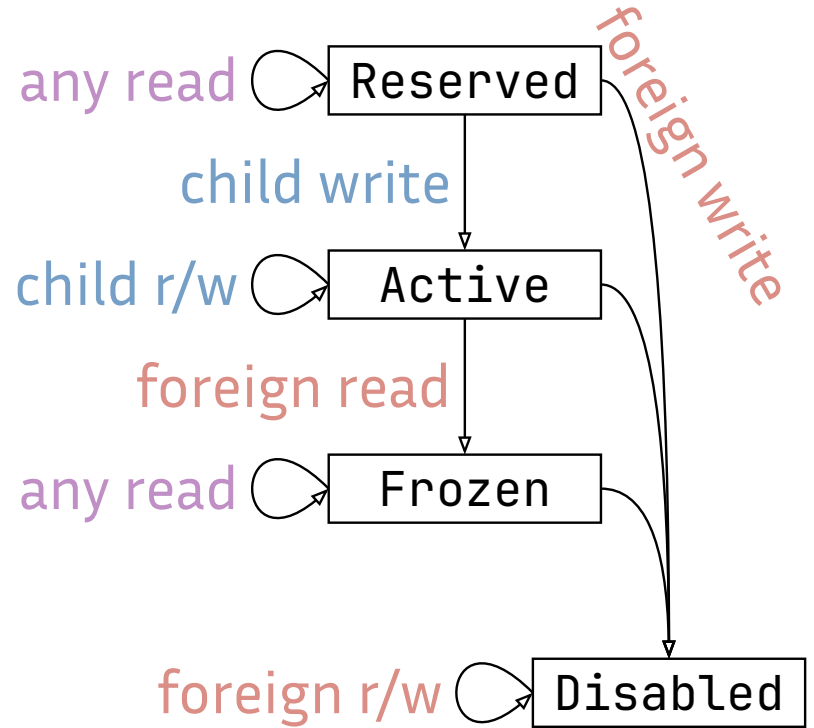 any read
Reserved
foreign write
child write
child r/w
Active
foreign read
any read
Frozen
foreign r/w
Disabled